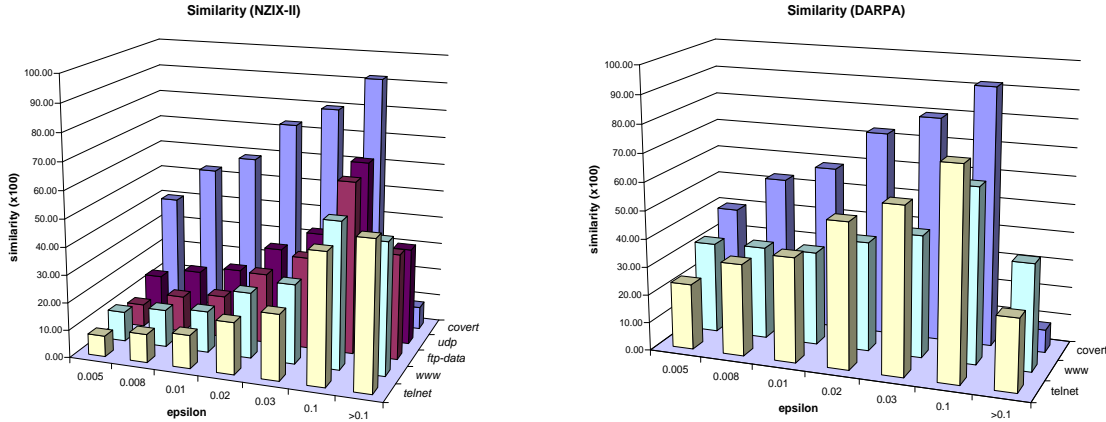 Similarity (NZIX-II)
100.00
90.00
80.00
70.00
60.00
50.00
40.00
30.00
20.00
10.00
0.00
similarity (x100)
0.005
0.008
0.01
0.02
0.03
0.1
>0.1
epsilon
covert
udp
ftp-data
www
telnet
Similarity (DARPA)
100.00
90.00
80.00
70.00
60.00
50.00
40.00
30.00
20.00
10.00
0.00
similarity (x100)
0.005
0.008
0.01
0.02
0.03
0.1
>0.1
epsilon
covert
www
telnet